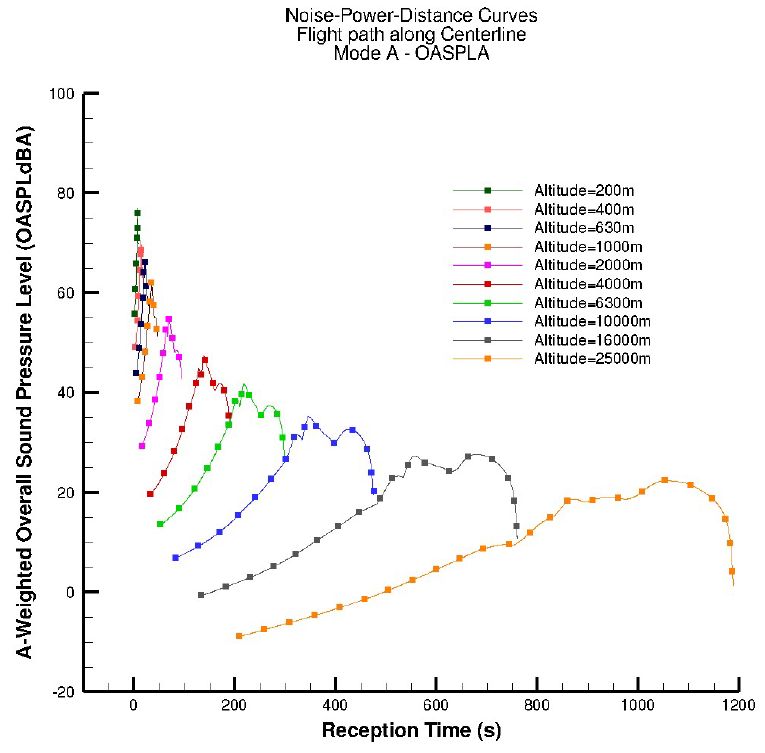 Noise-Power-Distance Curves
Flight path along Centerline
Mode A - OASPLA
A-Weighted Overall Sound Pressure Level (OASPLdBA)
100
80
60
40
20
0
-20
Altitude=200m
Altitude=400m
Altitude=630m
Altitude=1000m
Altitude=2000m
Altitude=4000m
Altitude=6300m
Altitude=10000m
Altitude=16000m
Altitude=25000m
0 200 400 600 800 1000 1200
Reception Time (s)